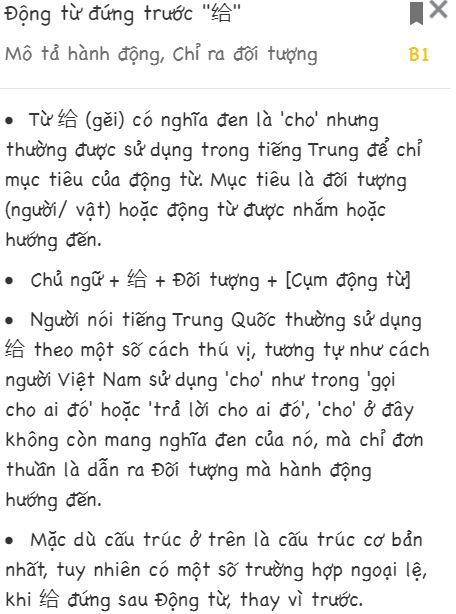 Động từ đứng trước "给"
Mô tả hành động, Chỉ ra đối tượng B1
• Từ 给 (gěi) có nghĩa đen là 'cho' nhưng
thường được sử dụng trong tiếng Trung để chỉ
mục tiêu của động từ. Mục tiêu là đối tượng
(người/ vật) hoặc động từ được nhắm hoặc
hướng đến.
• Chủ ngữ + 给 + Đối tượng + [Cụm động từ]
• Người nói tiếng Trung Quốc thường sử dụng
给 theo một số cách thú vị, tương tự như cách
người Việt Nam sử dụng 'cho' như trong 'gọi
cho ai đó' hoặc 'trả lời cho ai đó', 'cho' ở đây
không còn mang nghĩa đen của nó, mà chỉ đơn
thuần là dẫn ra Đối tượng mà hành động
hướng đến.
• Mặc dù cấu trúc ở trên là cấu trúc cơ bản
nhất, tuy nhiên có một số trường hợp ngoại lệ,
khi 给 đứng sau Động từ, thay vì trước.